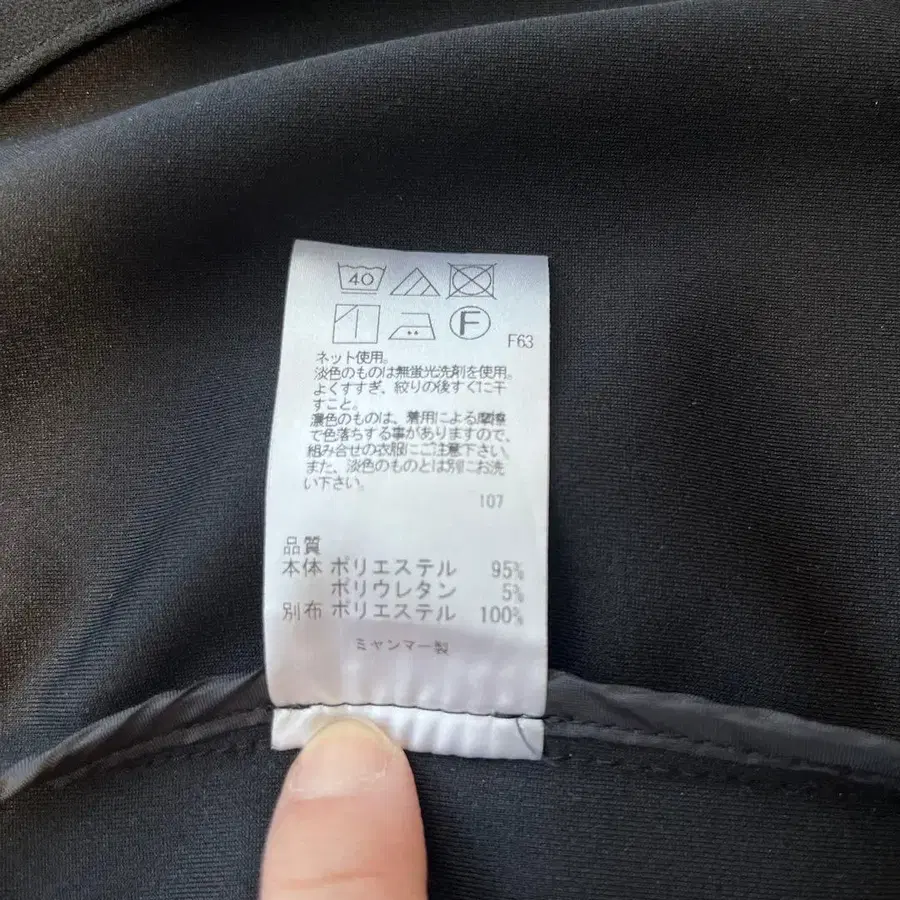 40
F
F63
ネット使用。
淡色のものは無蛍光洗剤を使用。
よくすすぎ、絞りの後すぐに干
すこと。
濃色のものは、着用による摩擦
で色落ちする事がありますので、
組み合せの衣服にご注意下さい。
また、淡色のものとは別にお洗
い下さい。
107
品質
本体 ポリエステル 95%
ポリウレタン 5%
別布 ポリエステル 100%
ミャンマー製